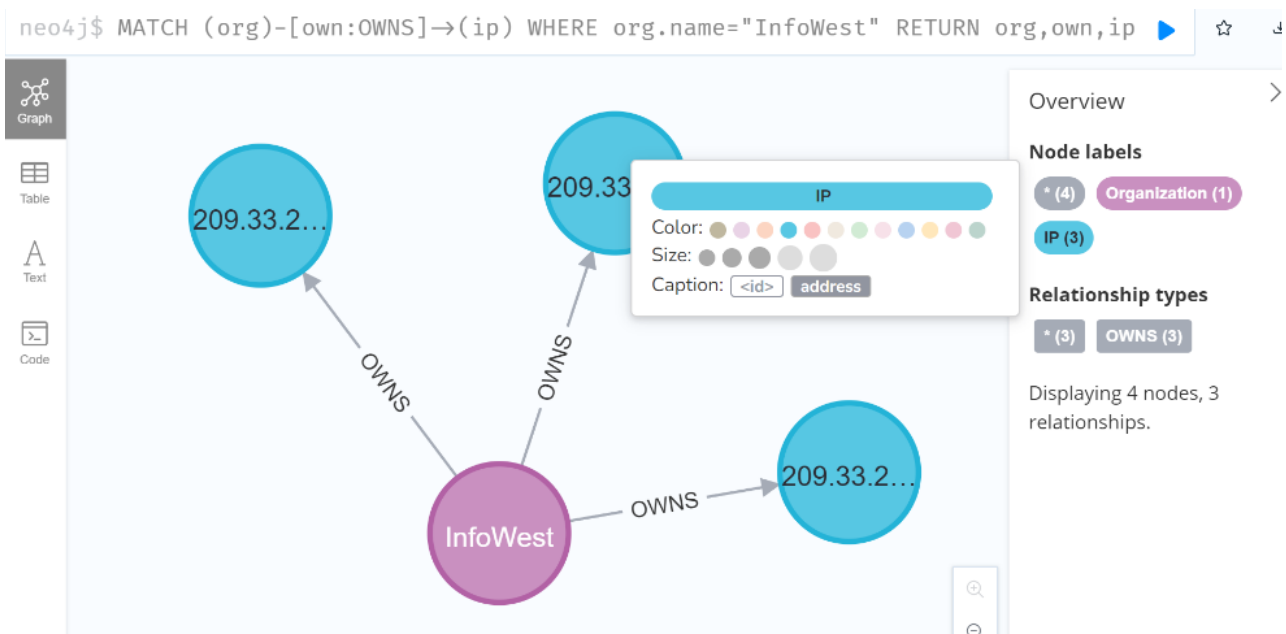 neo4j$ MATCH (org)-[own:OWNS]→(ip) WHERE org.name="InfoWest" RETURN org,own,ip
Graph
Table
Text
Code
209.33.2...
209.33
OWNS
OWNS
OWNS
InfoWest
209.33.2...
IP
Color:
Size:
Caption: <id> address
Overview
Node labels
* (4) Organization (1)
IP (3)
Relationship types
* (3) OWNS (3)
Displaying 4 nodes, 3
relationships.